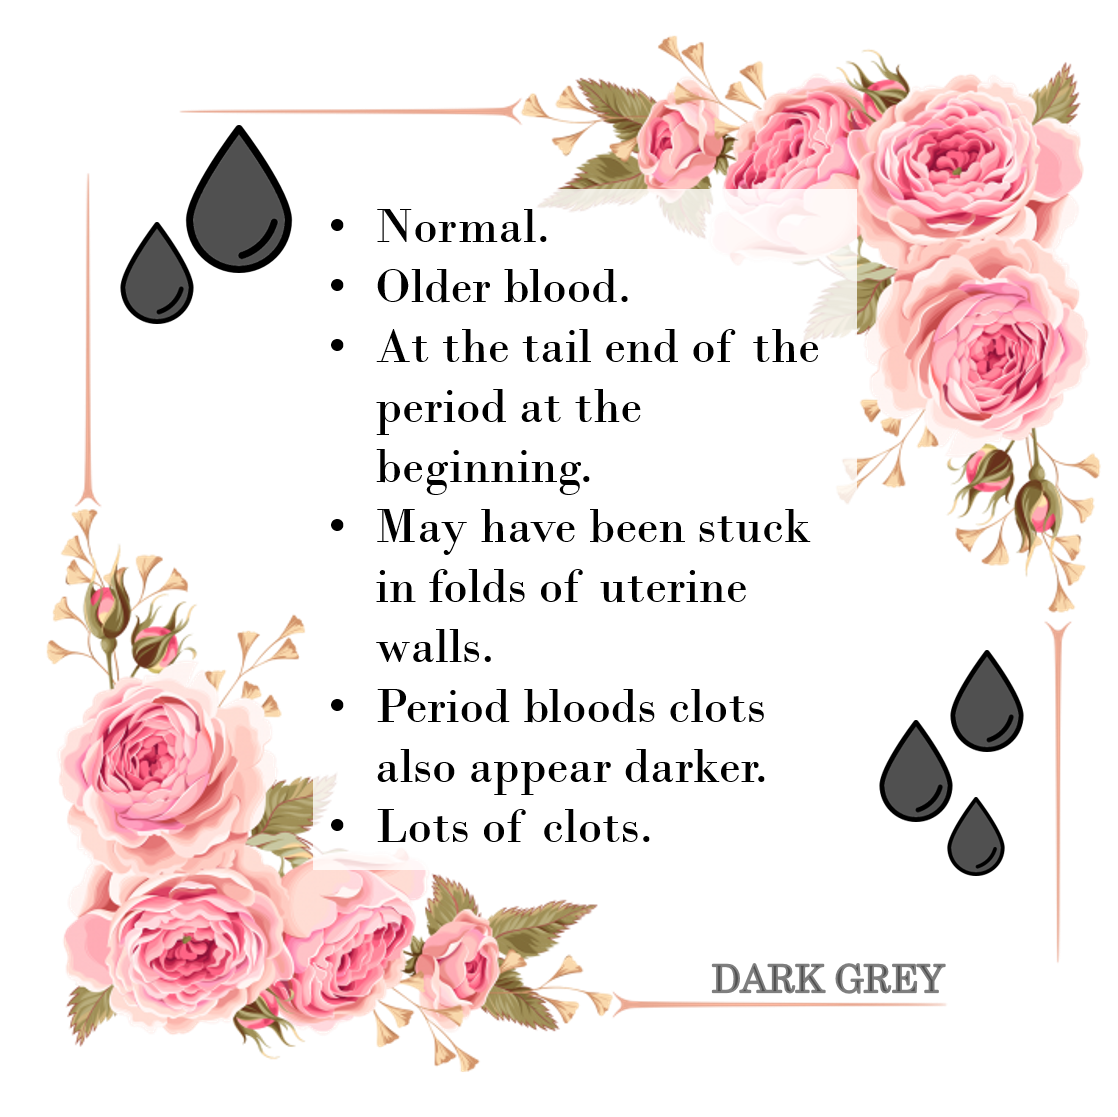 • Normal.
• Older blood.
• At the tail end of the
period at the
beginning.
• May have been stuck
in folds of uterine
walls.
• Period bloods clots
also appear darker.
• Lots of clots.
DARK GREY